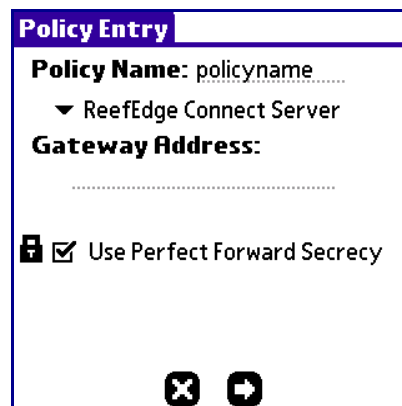 Policy Entry
Policy Name: policyname
ReefEdge Connect Server
Gateway Address:
Use Perfect Forward Secrecy